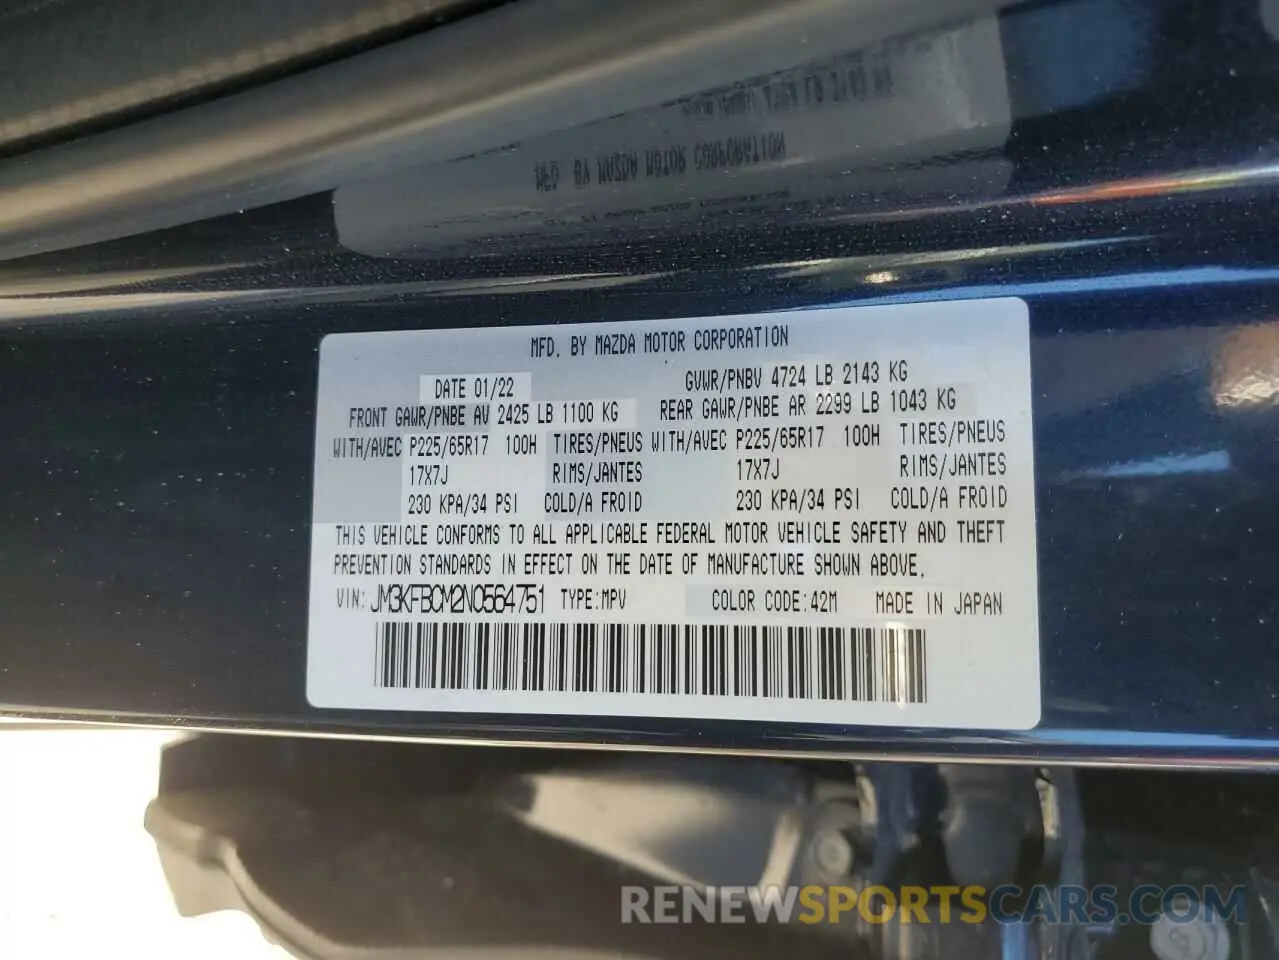 MFD. BY MAZDA MOTOR CORPORATION
DATE 01/22 GVWR/PNBV 4724 LB 2143 KG
FRONT GAWR/PNBE AV 2425 LB 1100 KG REAR GAWR/PNBE AR 2299 LB 1043 KG
WITH/AVEC P225/65R17 100H TIRES/PNEUS WITH/AVEC P225/65R17 100H TIRES/PNEUS
17X7J RIMS/JANTES 17X7J RIMS/JANTES
230 KPA/34 PSI COLD/A FROID 230 KPA/34 PSI COLD/A FROID
THIS VEHICLE CONFORMS TO ALL APPLICABLE FEDERAL MOTOR VEHICLE SAFETY AND THEFT
PREVENTION STANDARDS IN EFFECT ON THE DATE OF MANUFACTURE SHOWN ABOVE.
VIN: JM3KFBCM2N0564751 TYPE:MPV COLOR CODE:42M MADE IN JAPAN
RENEWSPORTSCARS.COM